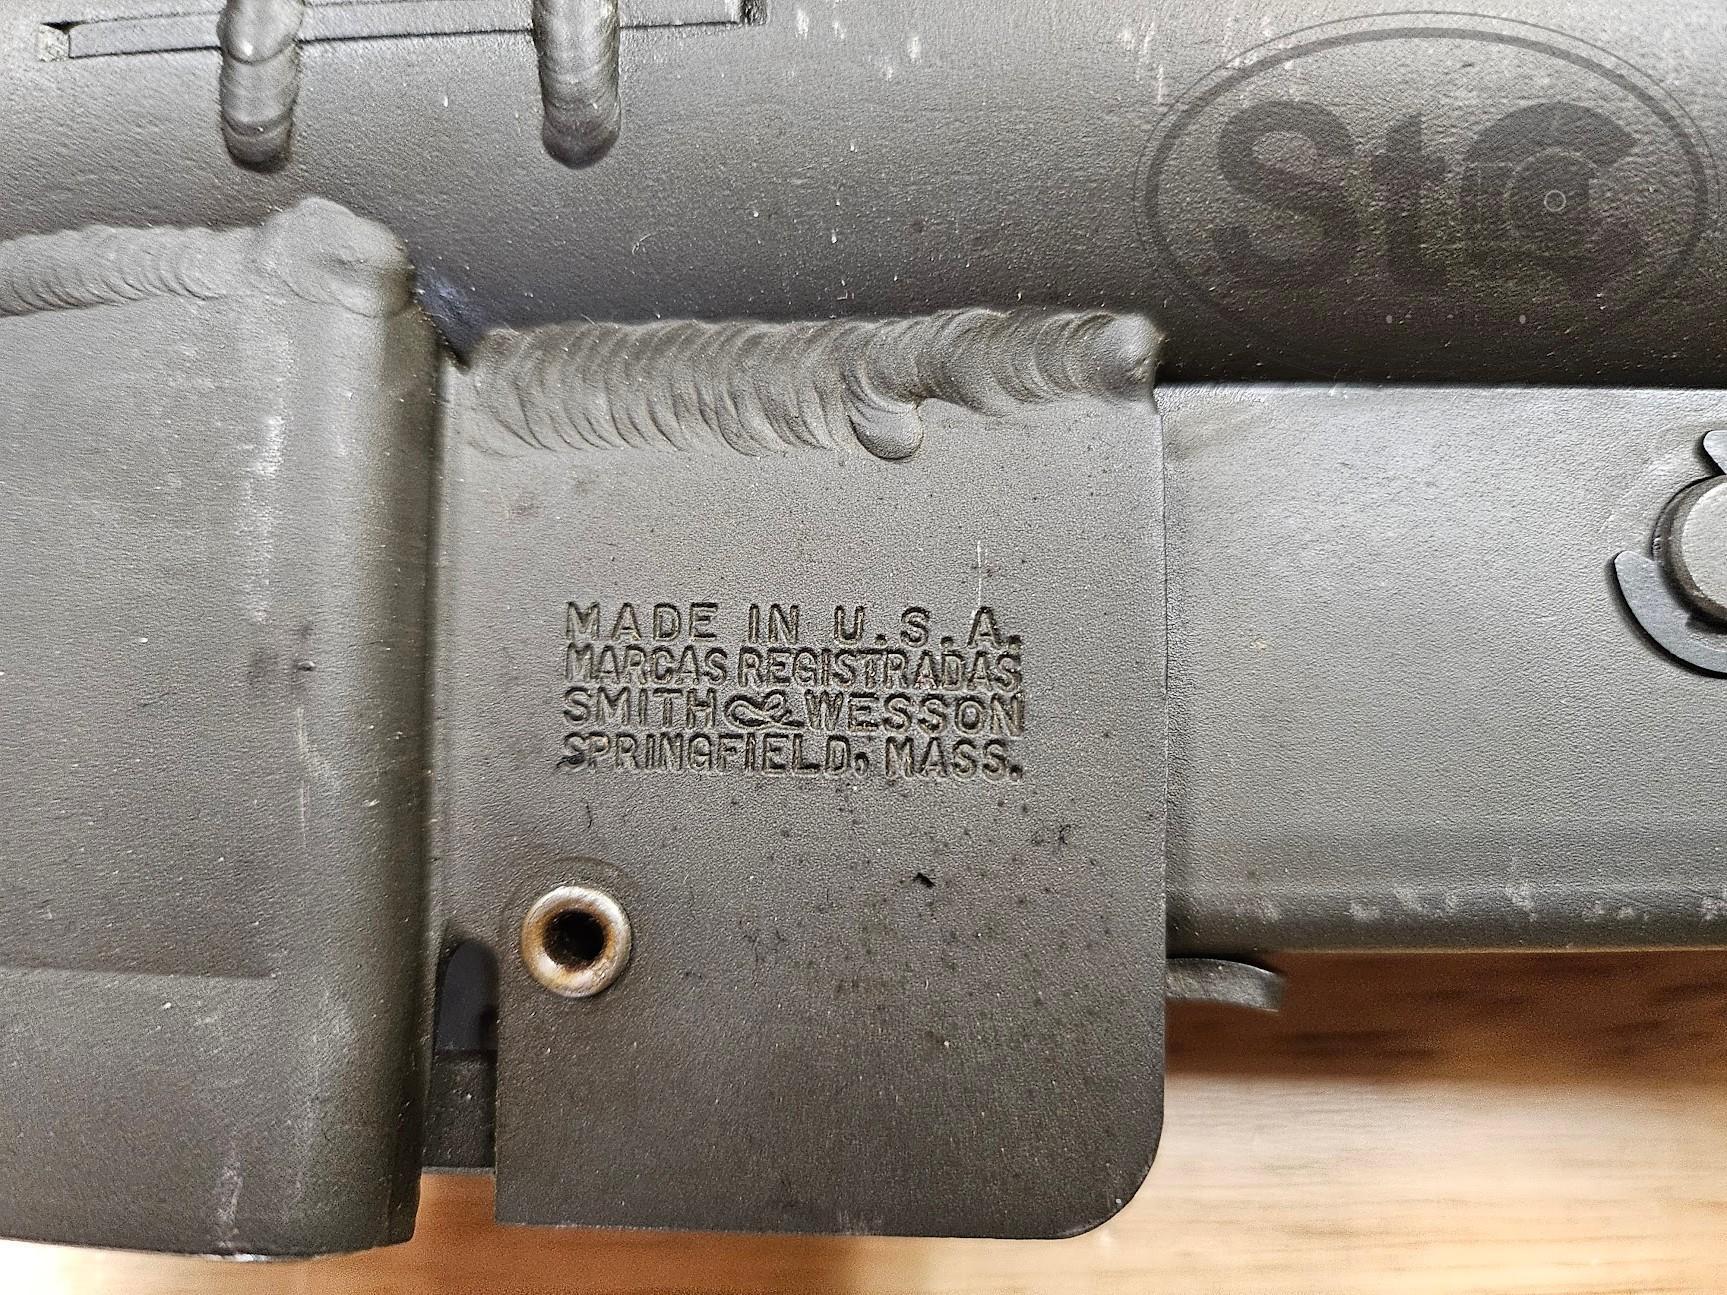 MADE IN U.S.A.
MARCAS REGISTRADAS
SMITH & WESSON
SPRINGFIELD, MASS.